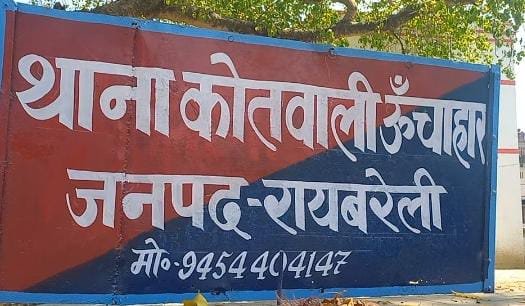 थाना कोतवाली ऊँचाहार
जनपद-रायबरेली
मो०-9454404147